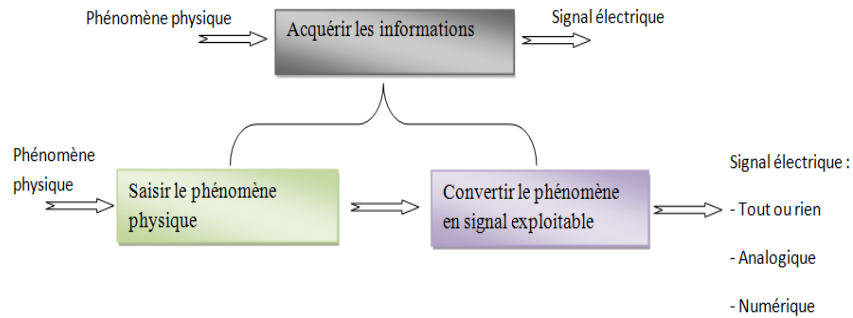 Phénomène physique
Acquérir les informations
Signal électrique
Phénomène
physique
Saisir le phénomène
physique
Convertir le phénomène
en signal exploitable
Signal électrique :
- Tout ou rien
- Analogique
- Numérique